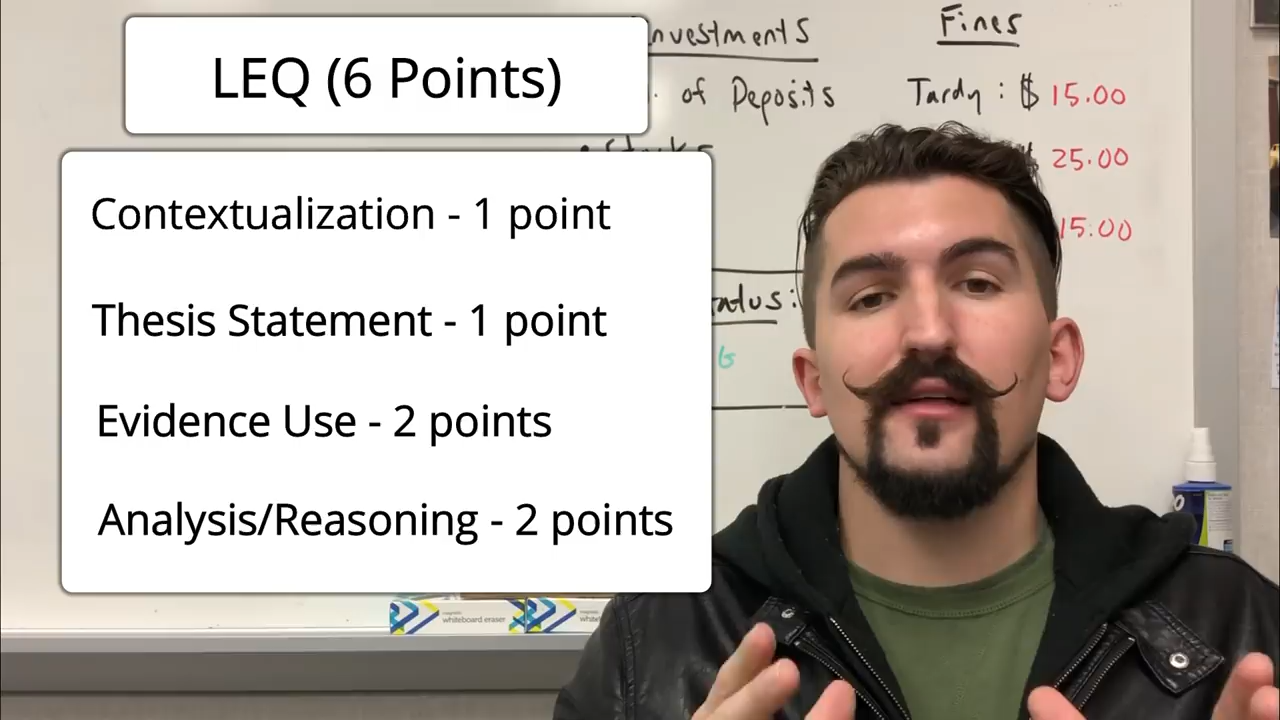 LEQ (6 Points)
Contextualization - 1 point
Thesis Statement - 1 point
Evidence Use - 2 points
Analysis/Reasoning - 2 points
of Deposits
Fines
Tardy : $ 15.00
25.00
15.00
whiteboard eraser